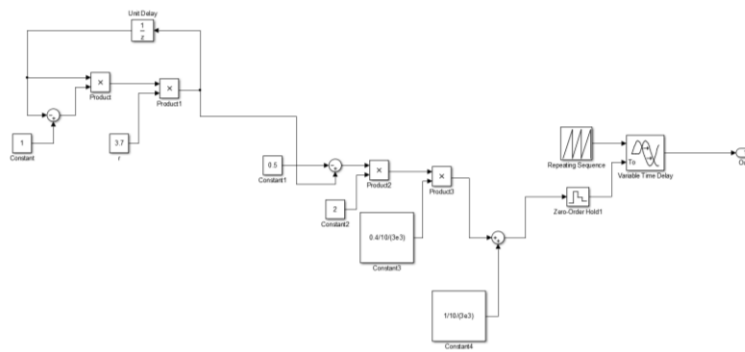 Unit Delay
1
z
×
Product
×
Product1
1
Constant
3.7
r
0.5
Constant1
×
Product2
×
Product3
2
Constant2
0.4/10/(3e3)
Constant3
1/10/(3e3)
Constant4
Repeating Sequence
To
Variable Time Delay
Zero-Order Hold1